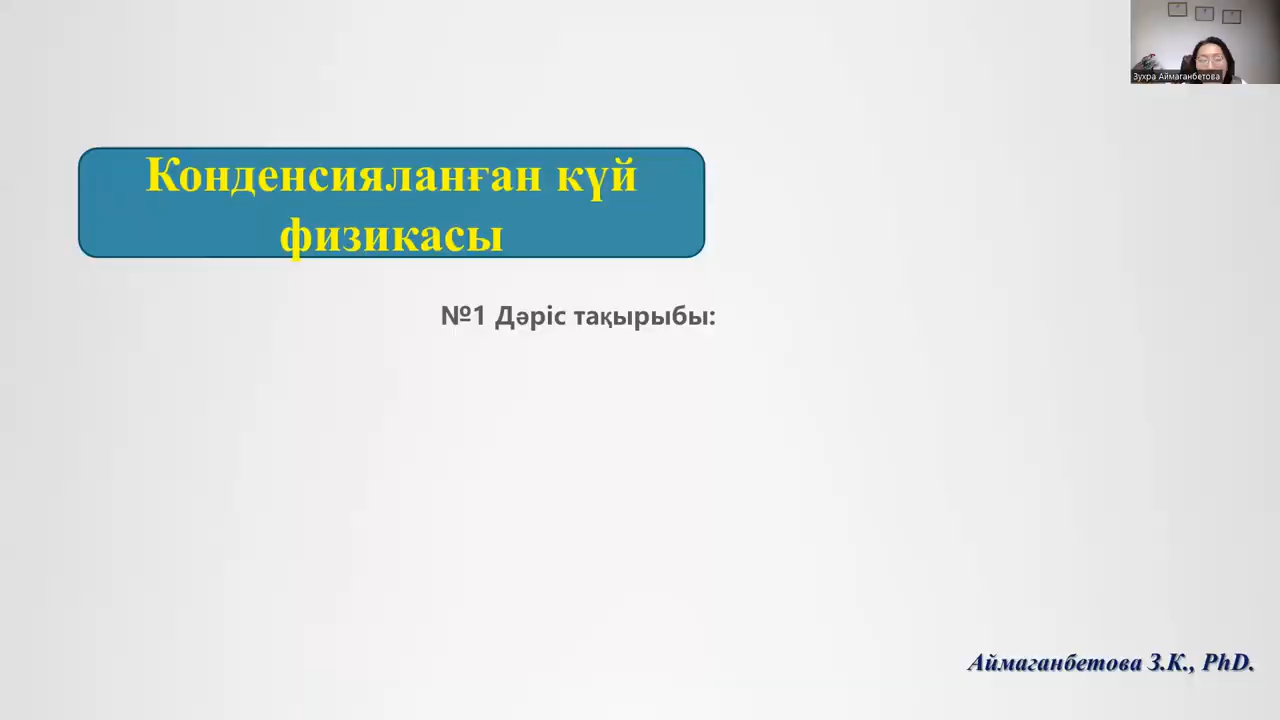 Зухра Аймаганбетова
Конденсияланған күй
физикасы
№1 Дәріс тақырыбы:
Аймаганбетова З.К., PhD.